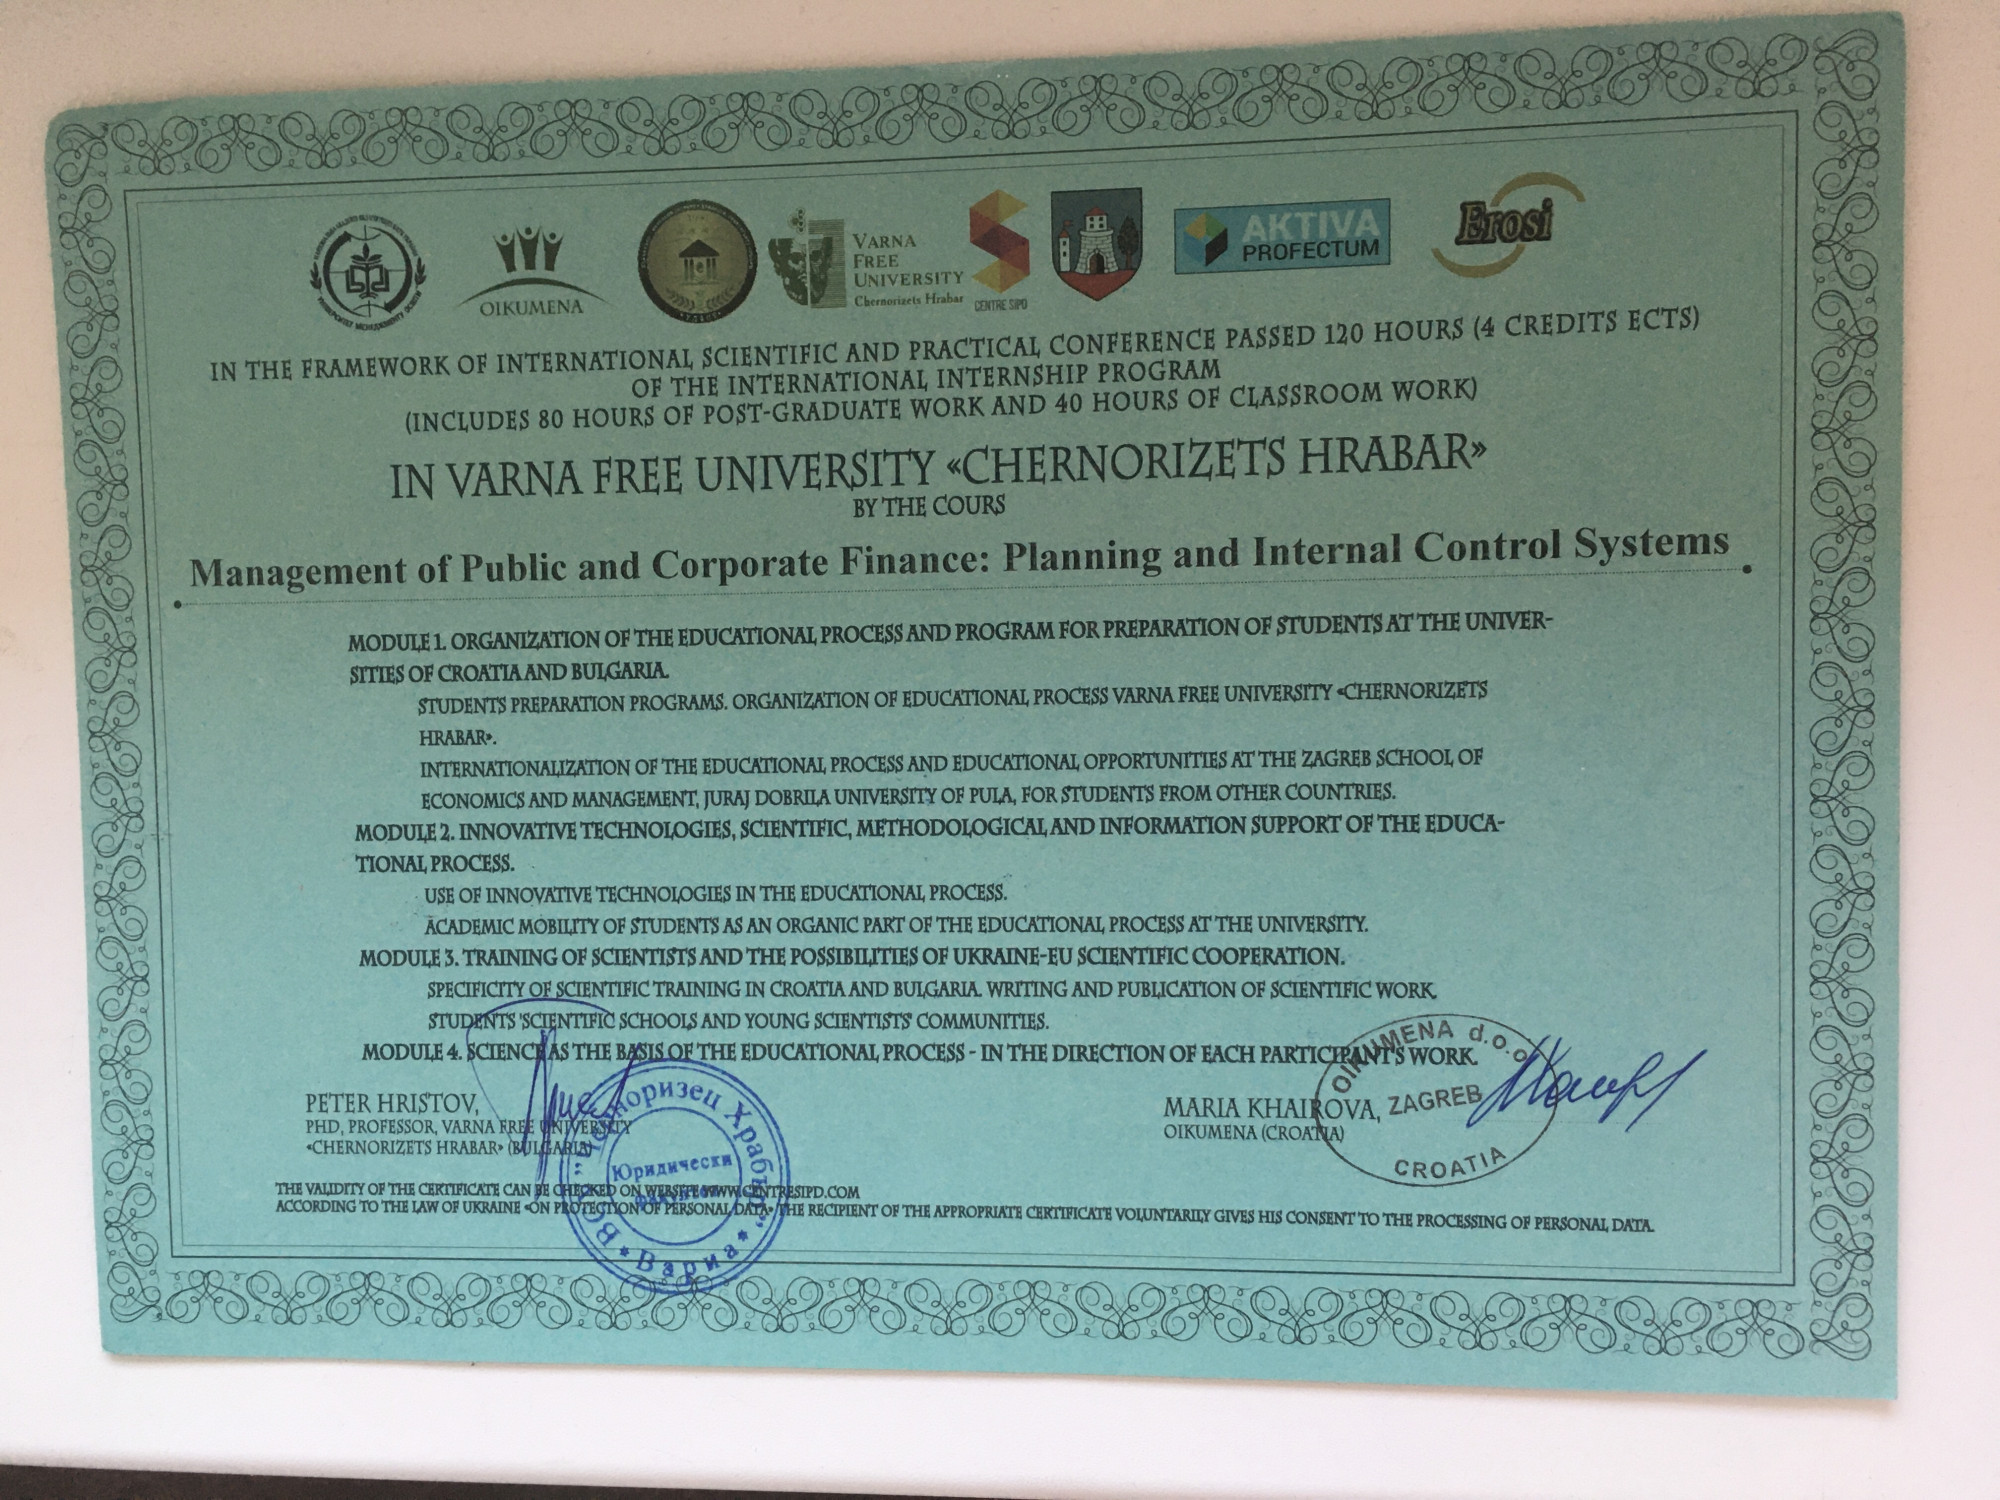 OIKUMENA
VARNA
FREE
UNIVERSITY
Chernorizets Hrabar
CENTRE SIPD
AKTIVA
PROFECTUM
Erosi
IN THE FRAMEWORK OF INTERNATIONAL SCIENTIFIC AND PRACTICAL CONFERENCE PASSED 120 HOURS (4 CREDITS ECTS)
OF THE INTERNATIONAL INTERNSHIP PROGRAM
(INCLUDES 80 HOURS OF POST-GRADUATE WORK AND 40 HOURS OF CLASSROOM WORK)
IN VARNA FREE UNIVERSITY «CHERNORIZETS HRABAR»
BY THE COURS
Management of Public and Corporate Finance: Planning and Internal Control Systems
MODULE 1. ORGANIZATION OF THE EDUCATIONAL PROCESS AND PROGRAM FOR PREPARATION OF STUDENTS AT THE UNIVER-
SITIES OF CROATIA AND BULGARIA.
STUDENTS PREPARATION PROGRAMS. ORGANIZATION OF EDUCATIONAL PROCESS VARNA FREE UNIVERSITY «CHERNORIZETS
HRABAR».
INTERNATIONALIZATION OF THE EDUCATIONAL PROCESS AND EDUCATIONAL OPPORTUNITIES AT THE ZAGREB SCHOOL OF
ECONOMICS AND MANAGEMENT, JURAJ DOBRILA UNIVERSITY OF PULA, FOR STUDENTS FROM OTHER COUNTRIES.
MODULE 2. INNOVATIVE TECHNOLOGIES, SCIENTIFIC, METHODOLOGICAL AND INFORMATION SUPPORT OF THE EDUCA-
TIONAL PROCESS.
USE OF INNOVATIVE TECHNOLOGIES IN THE EDUCATIONAL PROCESS.
ACADEMIC MOBILITY OF STUDENTS AS AN ORGANIC PART OF THE EDUCATIONAL PROCESS AT THE UNIVERSITY.
MODULE 3. TRAINING OF SCIENTISTS AND THE POSSIBILITIES OF UKRAINE-EU SCIENTIFIC COOPERATION.
SPECIFICITY OF SCIENTIFIC TRAINING IN CROATIA AND BULGARIA. WRITING AND PUBLICATION OF SCIENTIFIC WORK.
STUDENTS 'SCIENTIFIC SCHOOLS AND YOUNG SCIENTISTS' COMMUNITIES.
MODULE 4. SCIENCE AS THE BASIS OF THE EDUCATIONAL PROCESS - IN THE DIRECTION OF EACH PARTICIPANT'S WORK.
PETER HRISTOV,
PHD, PROFESSOR, VARNA FREE UNIVERSITY
«CHERNORIZETS HRABAR» (BULGARIA)
ВСУ "Черноризец Храбър"
Юридически
факултет
* Варна *
MARIA KHAIROVA,
OIKUMENA (CROATIA)
OIKUMENA d.o.o.
ZAGREB
CROATIA
THE VALIDITY OF THE CERTIFICATE CAN BE CHECKED ON WEBSITE WWW.CENTRESIPD.COM
ACCORDING TO THE LAW OF UKRAINE «ON PROTECTION OF PERSONAL DATA» THE RECIPIENT OF THE APPROPRIATE CERTIFICATE VOLUNTARILY GIVES HIS CONSENT TO THE PROCESSING OF PERSONAL DATA.